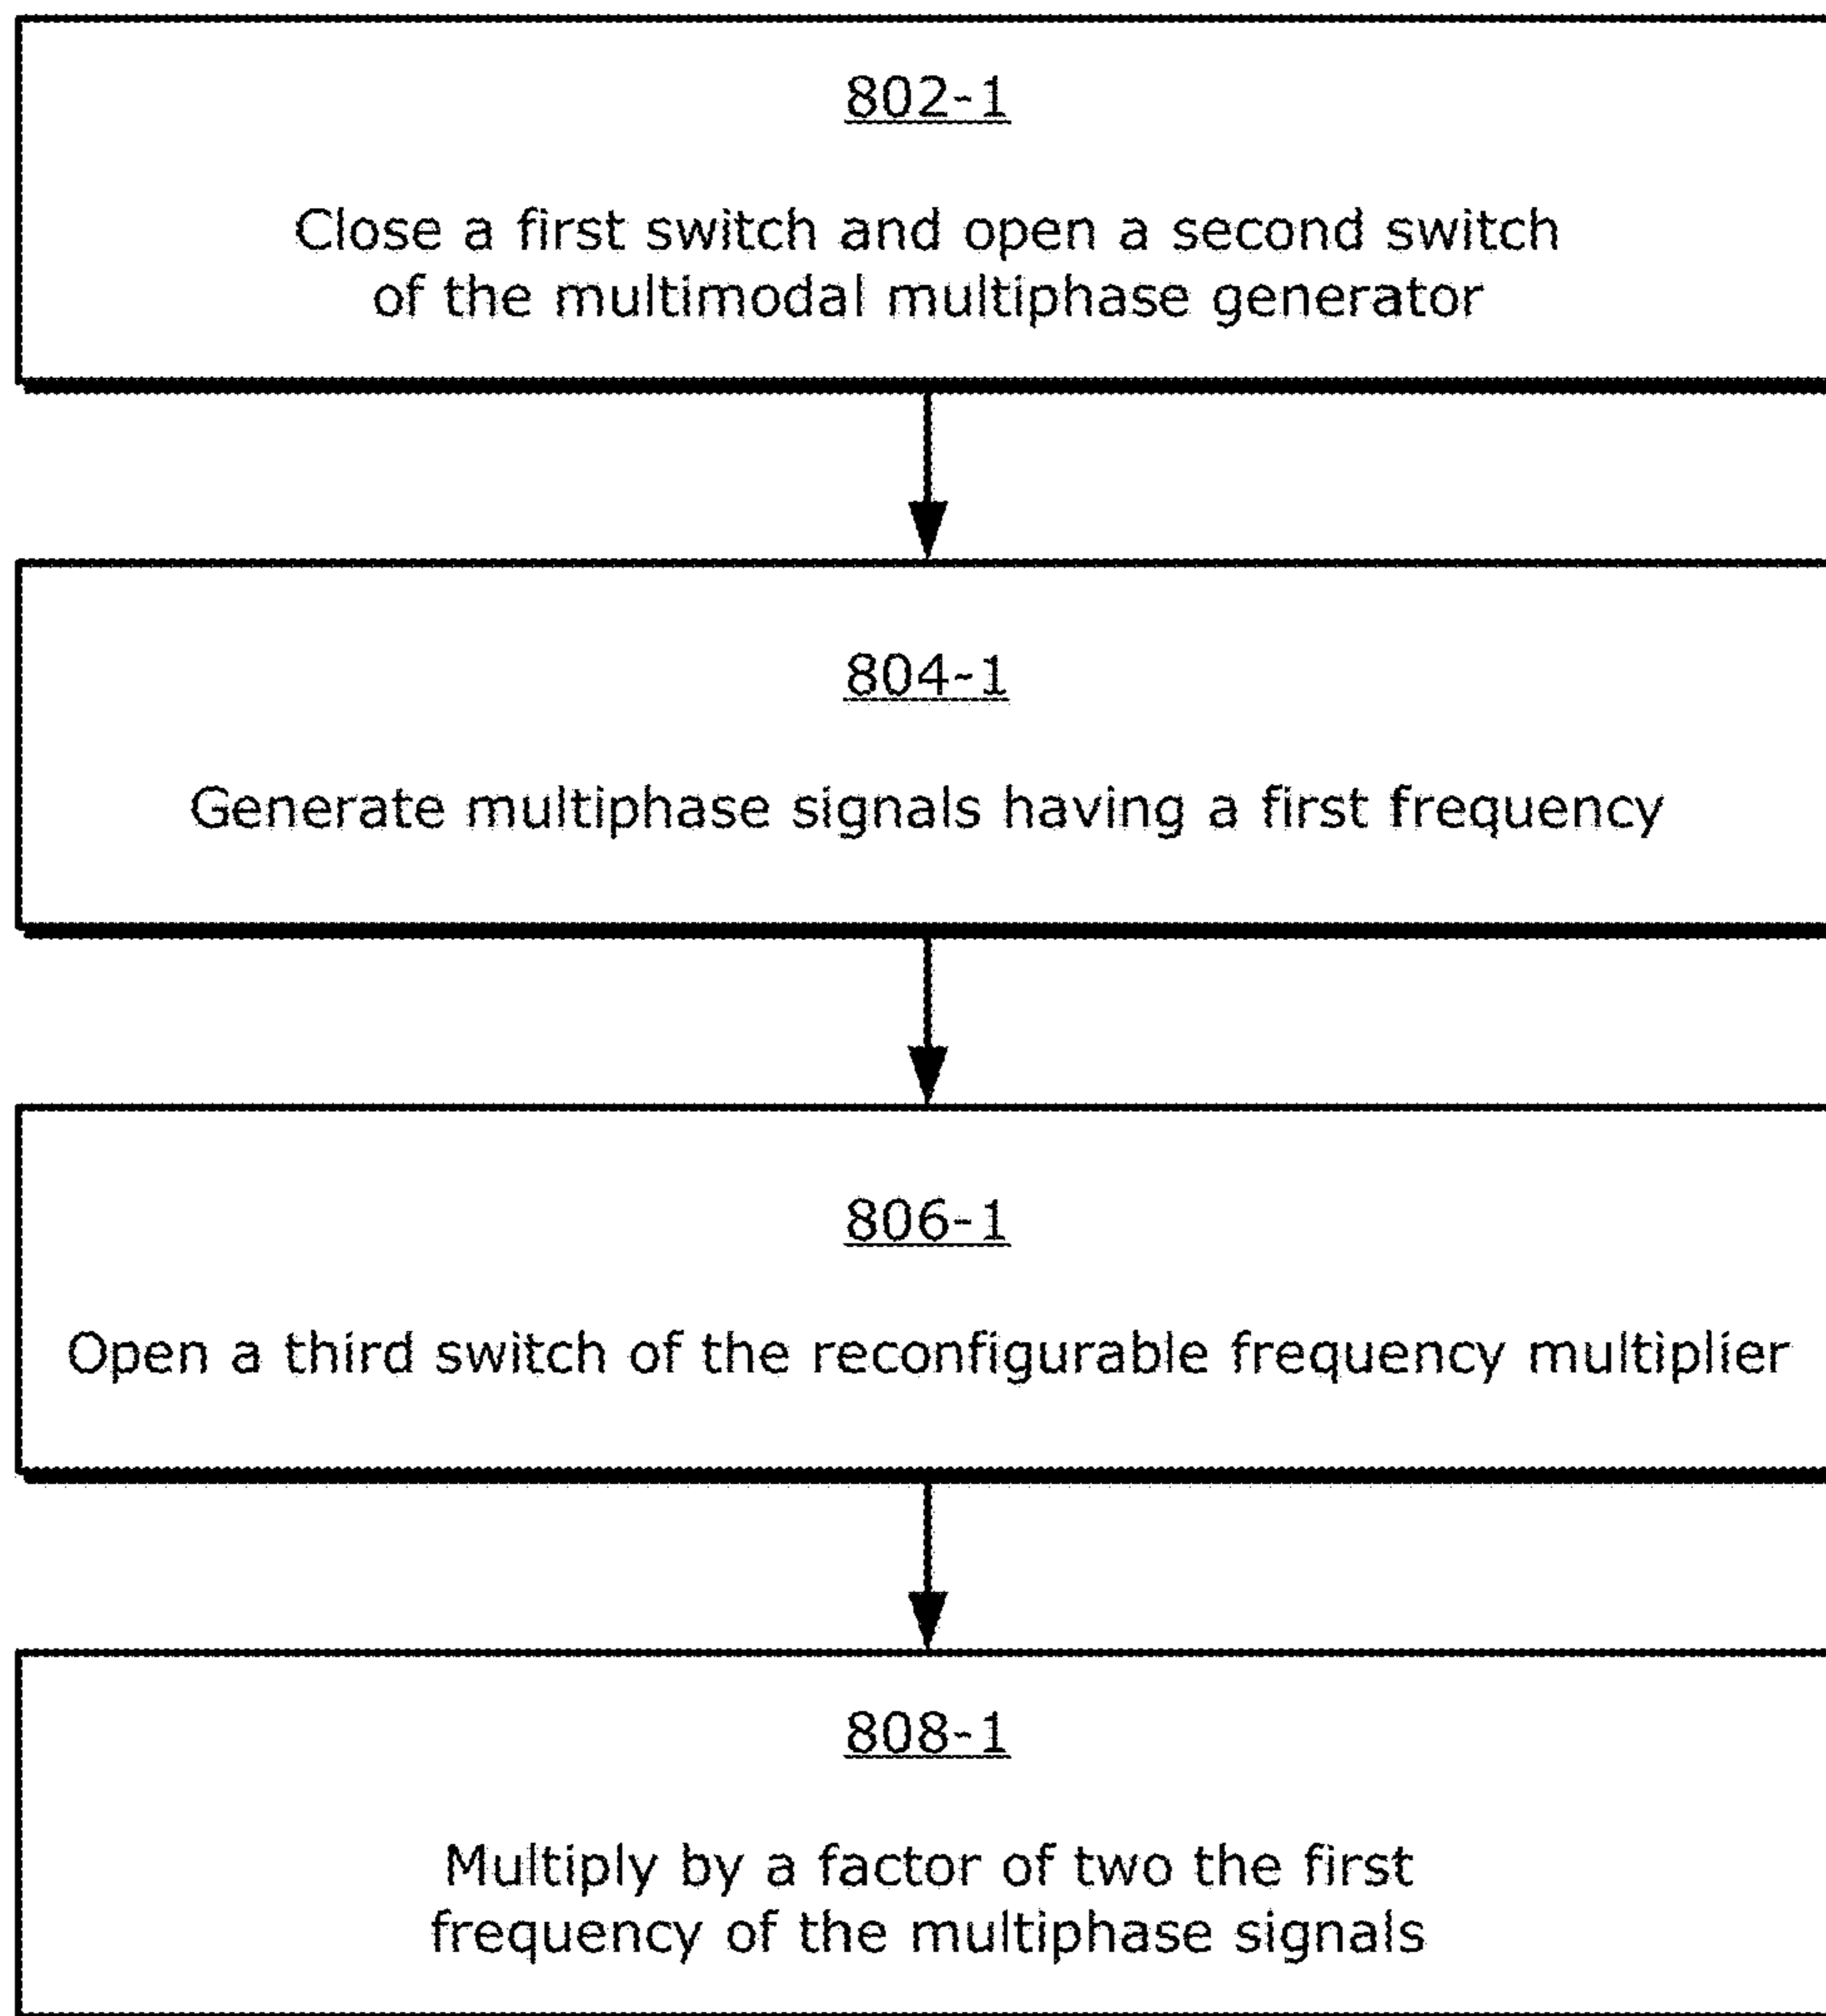 802-1
Close a first switch and open a second switch
of the multimodal multiphase generator
804-1
Generate multiphase signals having a first frequency
806-1
Open a third switch of the reconfigurable frequency multiplier
808-1
Multiply by a factor of two the first
frequency of the multiphase signals